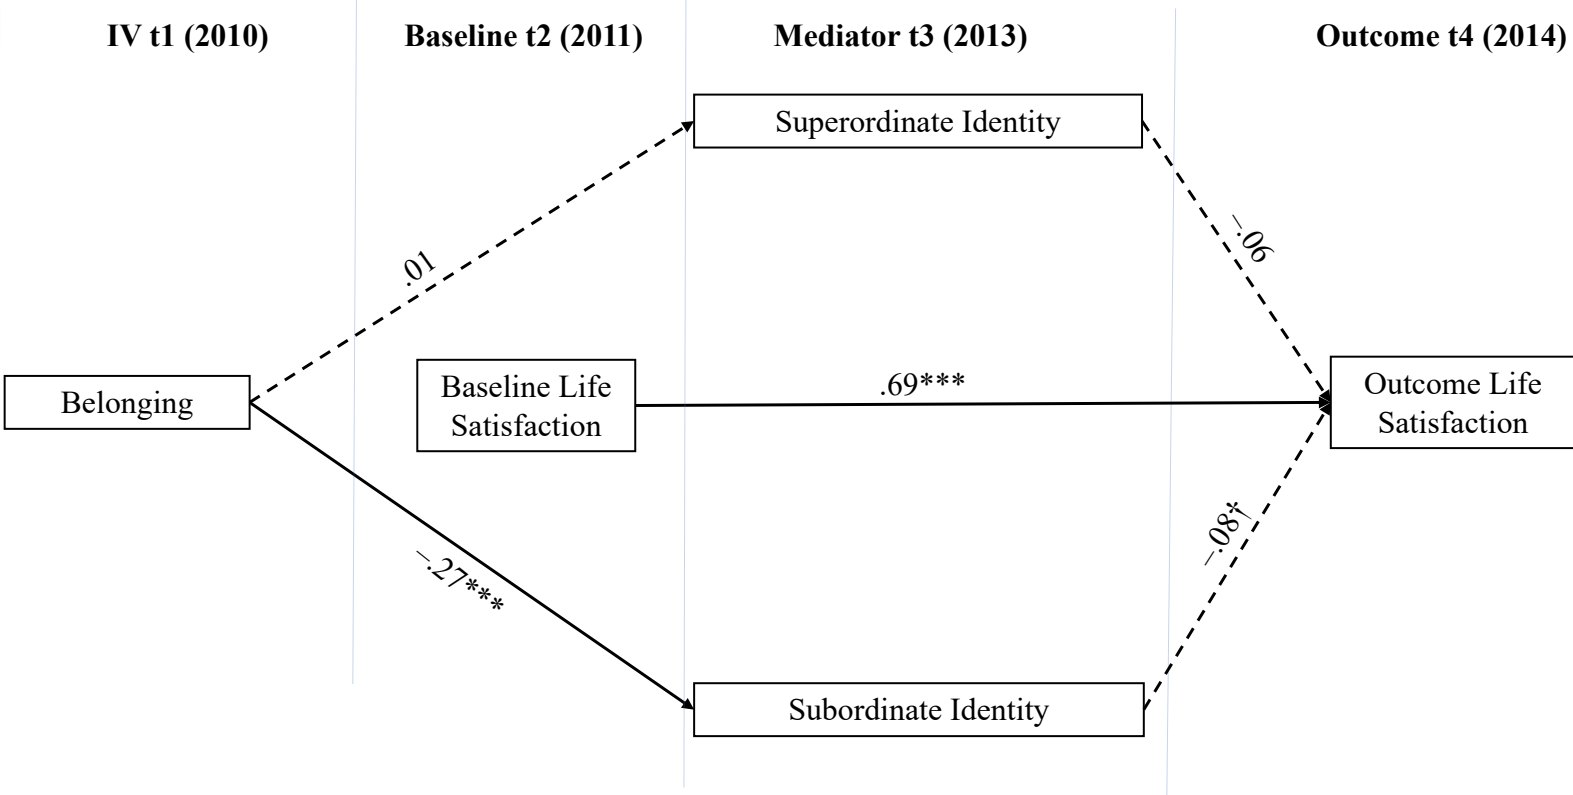 IV t1 (2010)
Baseline t2 (2011)
Mediator t3 (2013)
Outcome t4 (2014)
Superordinate Identity
.01
–.06
Belonging
Baseline Life
Satisfaction
.69***
Outcome Life
Satisfaction
–.27***
–.08†
Subordinate Identity